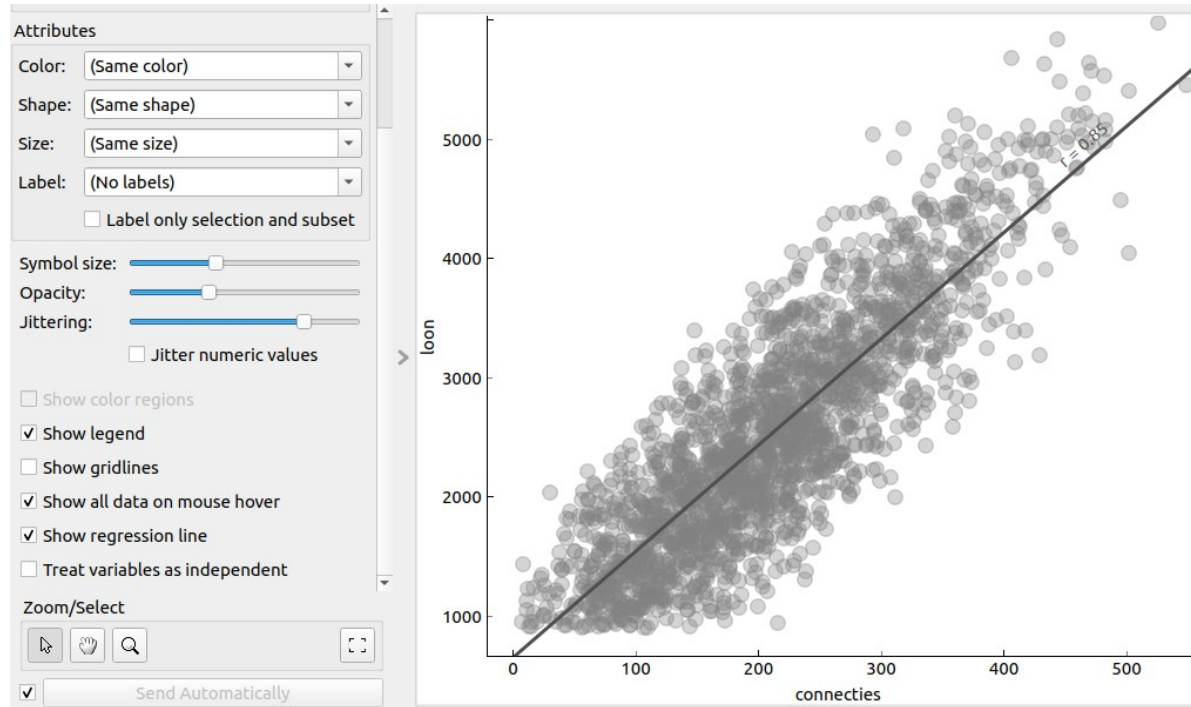 Attributes
Color: (Same color)
Shape: (Same shape)
Size: (Same size)
Label: (No labels)
Label only selection and subset
Symbol size:
Opacity:
Jittering:
Jitter numeric values
Show color regions
Show legend
Show gridlines
Show all data on mouse hover
Show regression line
Treat variables as independent
Zoom/Select
Send Automatically
loon
5000
4000
3000
2000
1000
r = 0.85
0 100 200 300 400 500
connecties